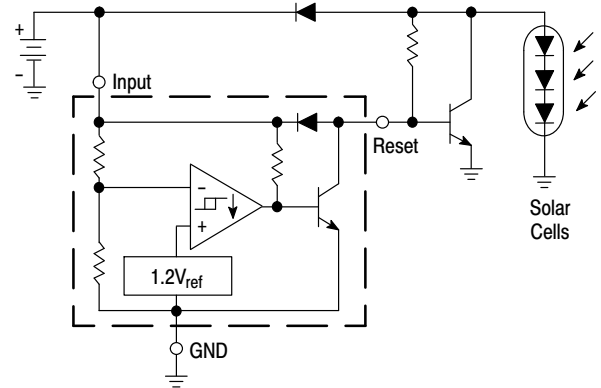 +
-
Input
Reset
-
+
1.2Vref
GND
Solar
Cells